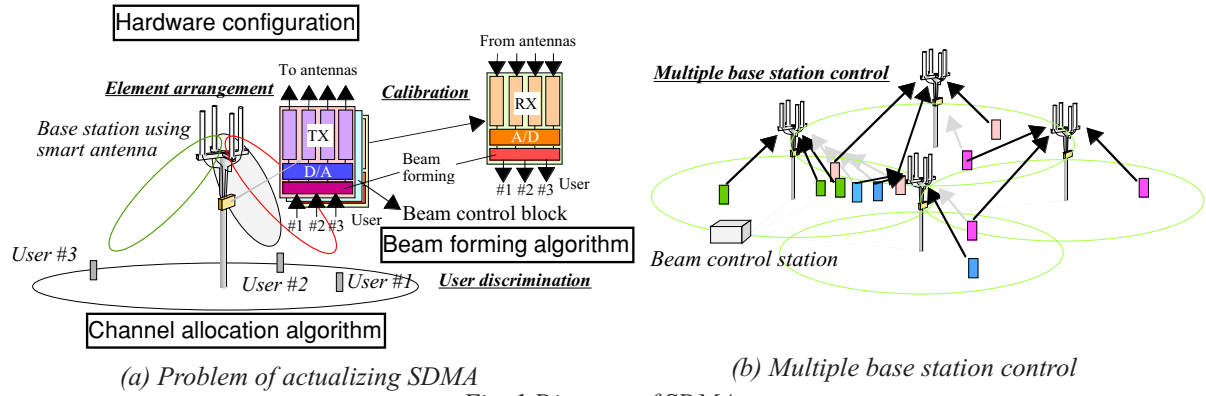 Hardware configuration
From antennas
To antennas
Element arrangement
Calibration
Base station using
smart antenna
TX
RX
D/A
A/D
Beam
forming
#1 #2 #3 User
#1 #2 #3 User
Beam control block
Beam forming algorithm
User #3
User #2
User #1
User discrimination
Channel allocation algorithm
(a) Problem of actualizing SDMA
Multiple base station control
Beam control station
(b) Multiple base station control